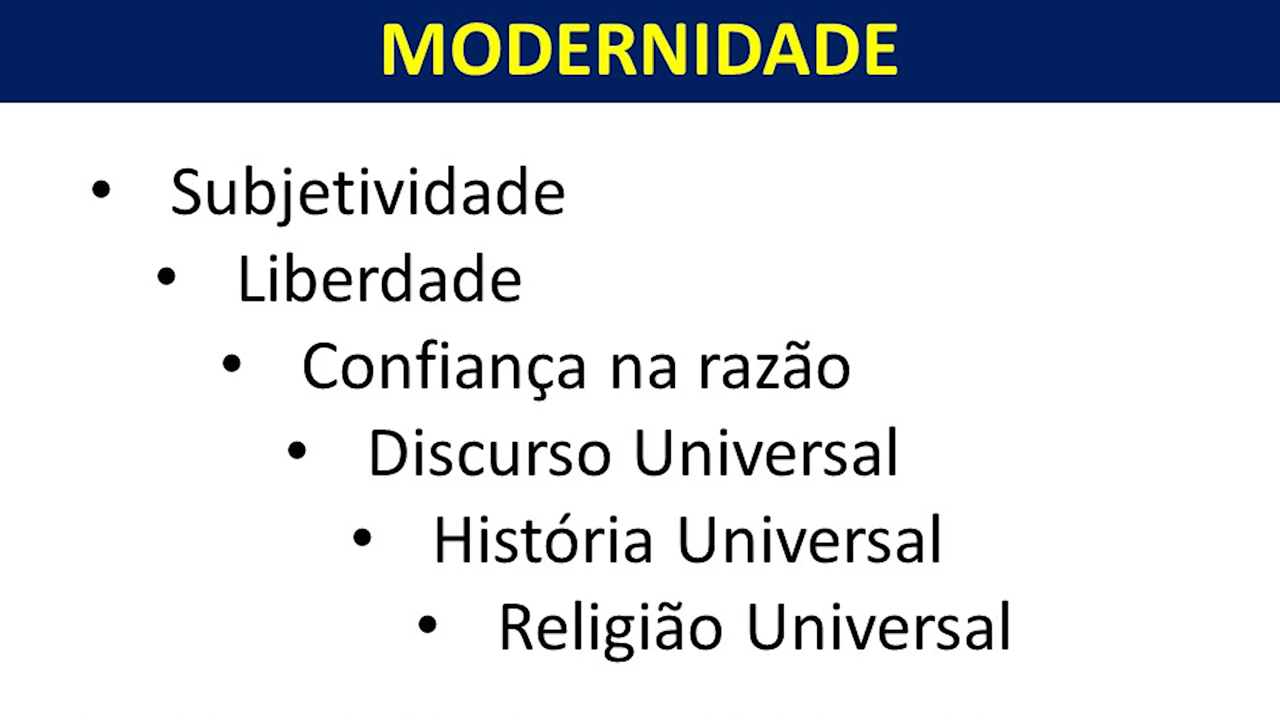 MODERNIDADE
• Subjetividade
• Liberdade
• Confiança na razão
• Discurso Universal
• História Universal
• Religião Universal